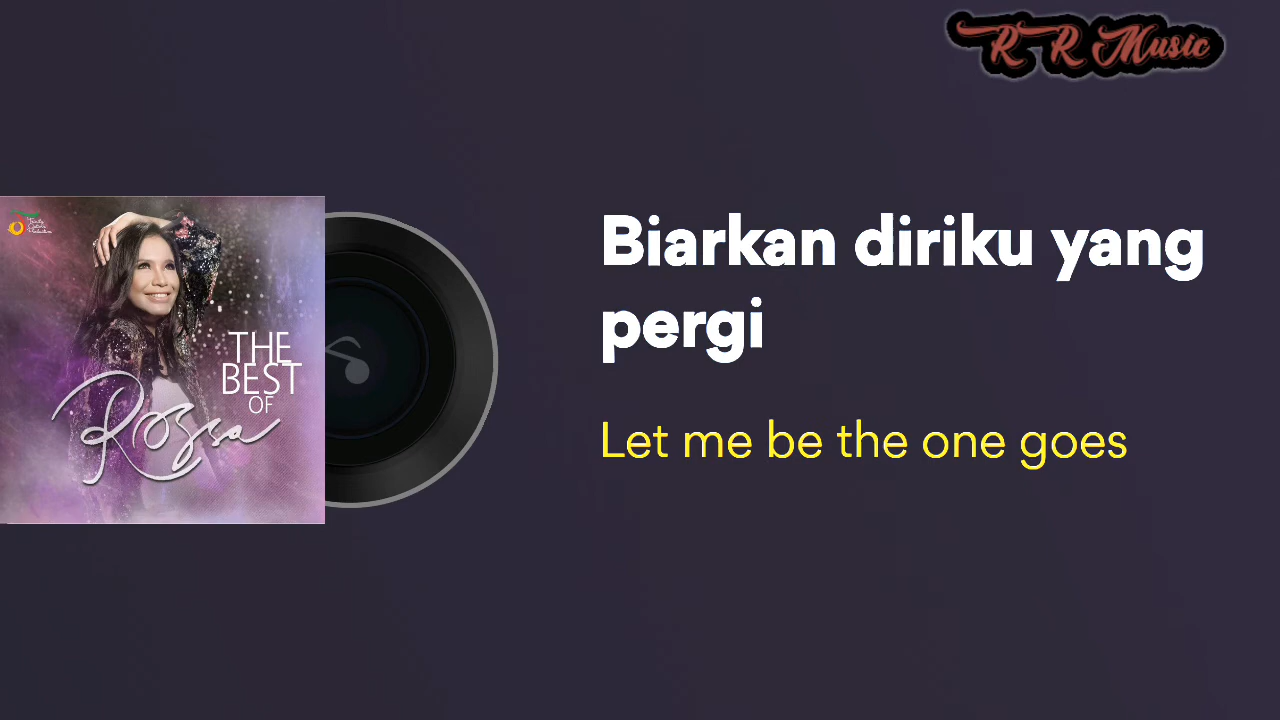 R R Music
THE
BEST
OF
Rossa
Biarkan diriku yang
pergi
Let me be the one goes